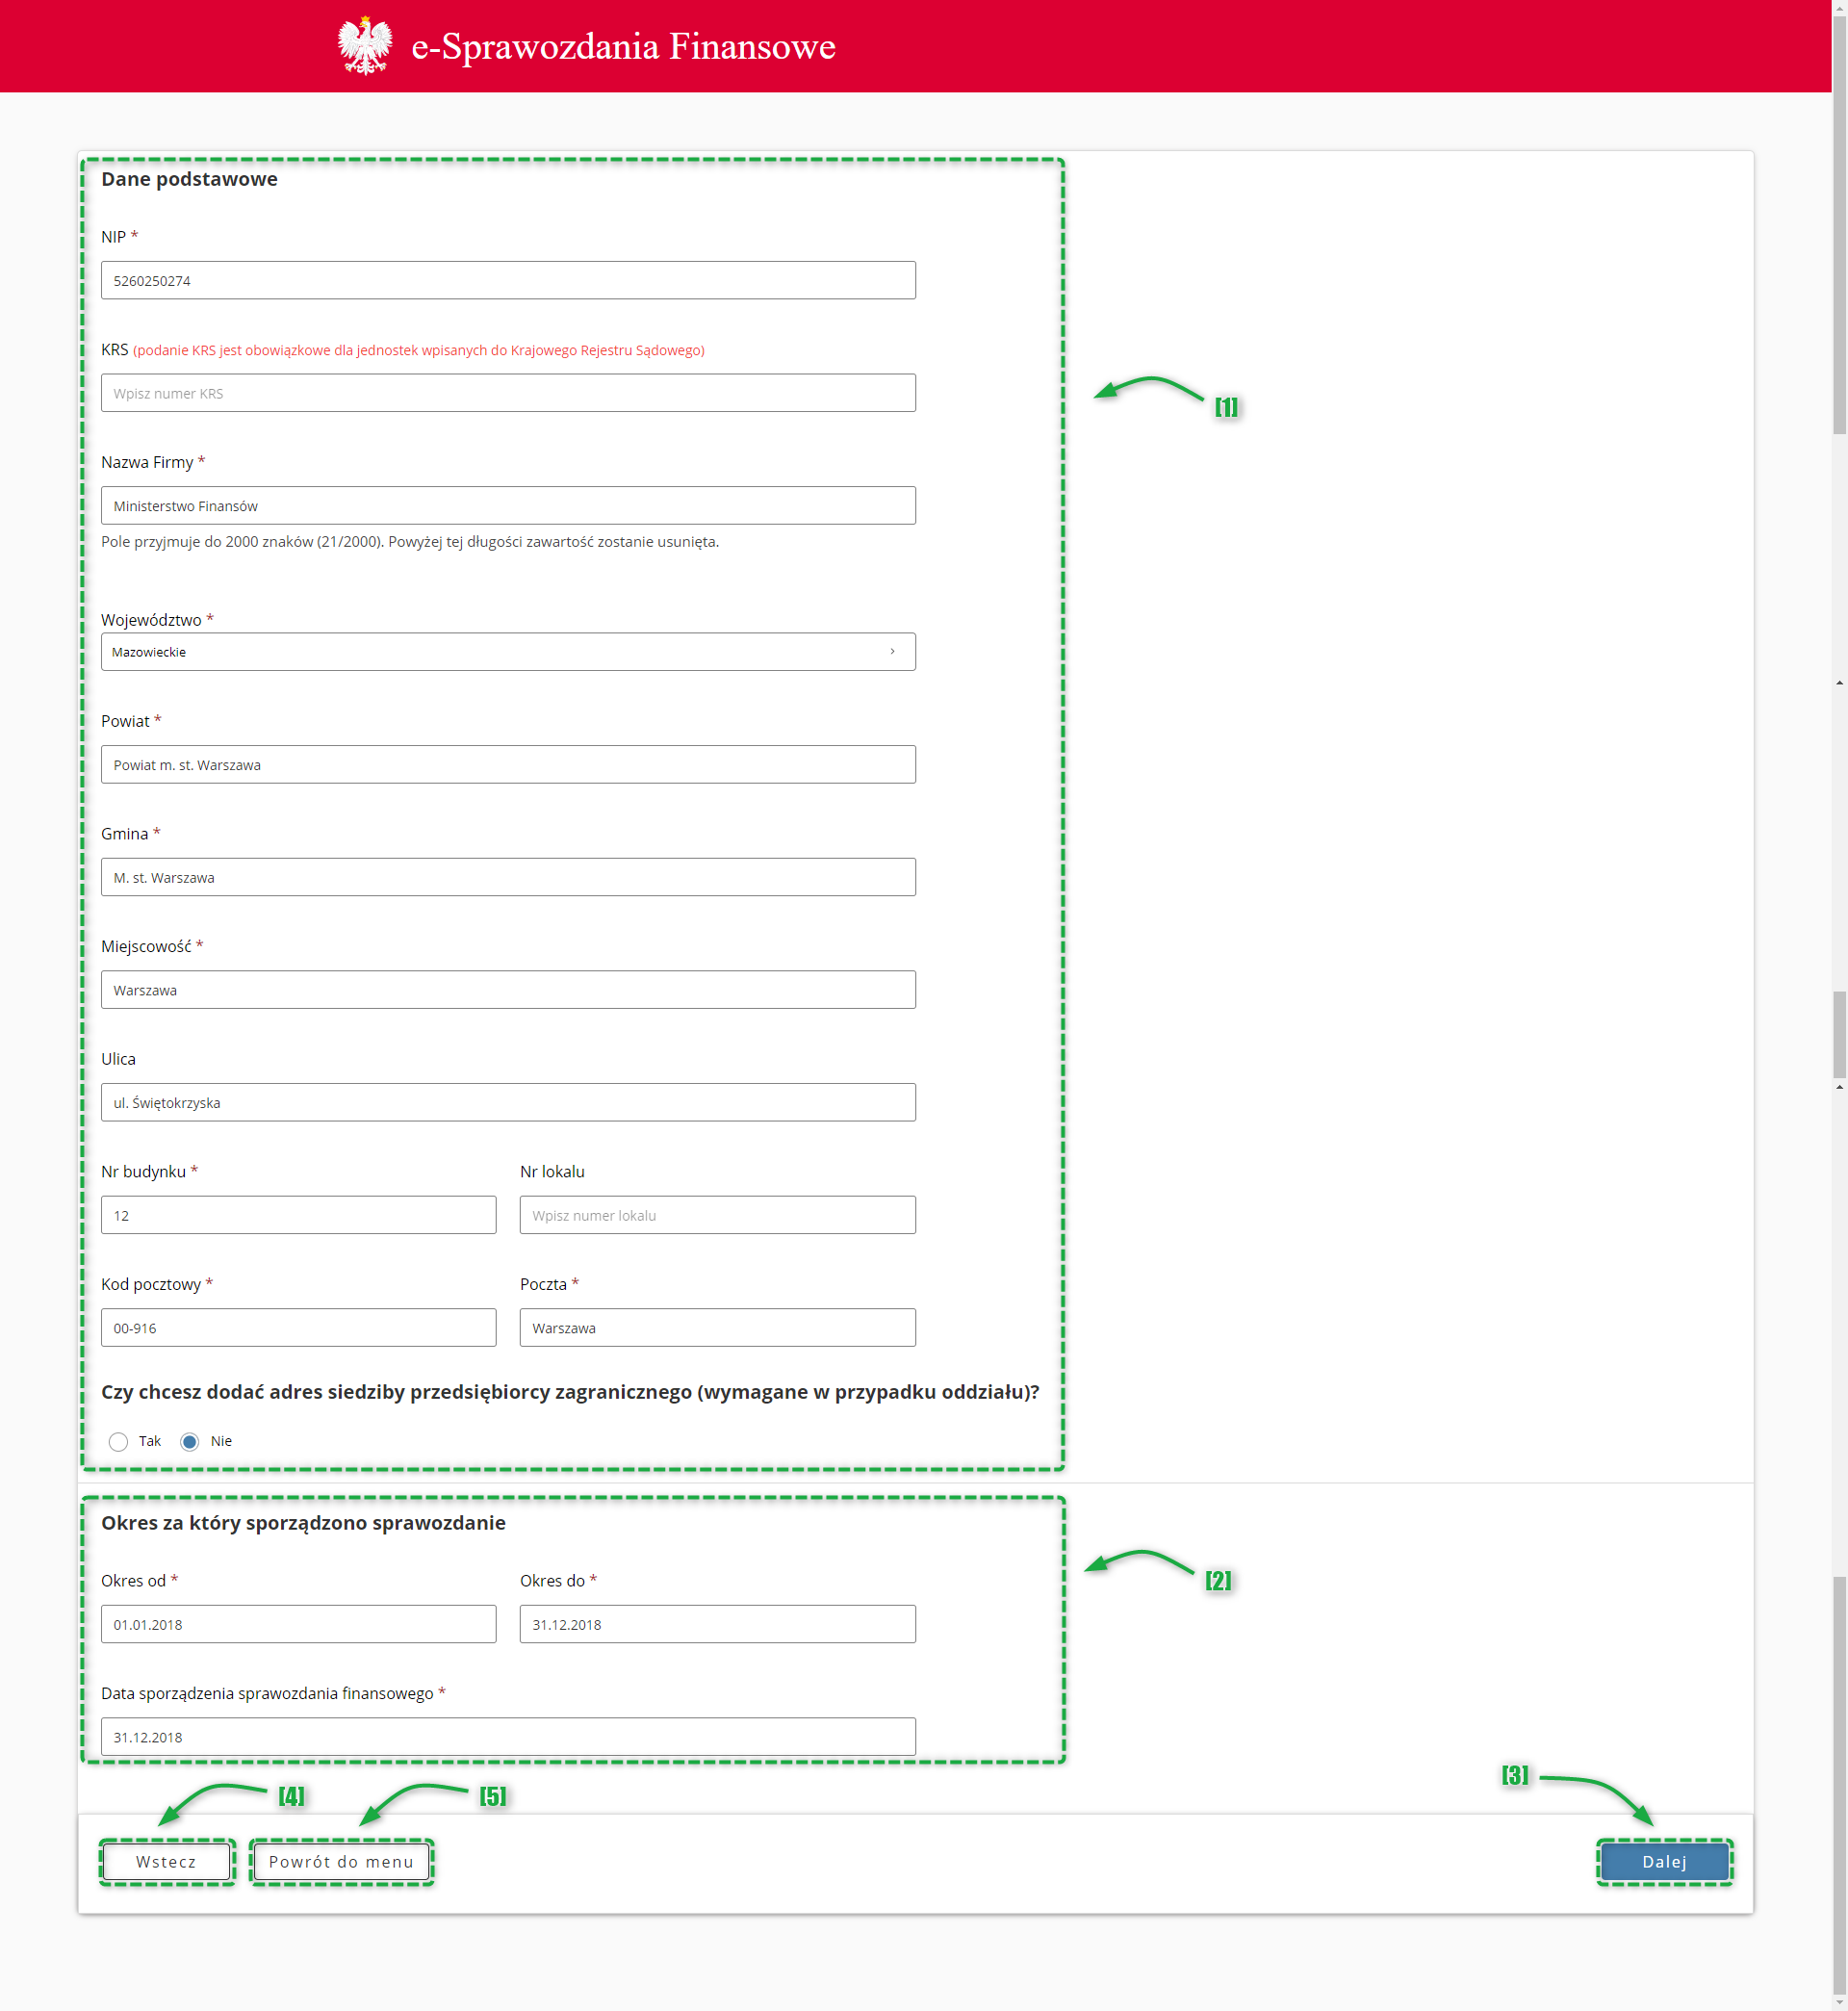 e-Sprawozdania Finansowe
Dane podstawowe
NIP *
5260250274
KRS (podanie KRS jest obowiązkowe dla jednostek wpisanych do Krajowego Rejestru Sądowego)
Wpisz numer KRS
[1]
Nazwa Firmy *
Ministerstwo Finansów
Pole przyjmuje do 2000 znaków (21/2000). Powyżej tej długości zawartość zostanie usunięta.
Województwo *
Mazowieckie
Powiat *
Powiat m. st. Warszawa
Gmina *
M. st. Warszawa
Miejscowość *
Warszawa
Ulica
ul. Świętokrzyska
Nr budynku * Nr lokalu
12 Wpisz numer lokalu
Kod pocztowy * Poczta *
00-916 Warszawa
Czy chcesz dodać adres siedziby przedsiębiorcy zagranicznego (wymagane w przypadku oddziału)?
Tak Nie
Okres za który sporządzono sprawozdanie
Okres od * Okres do *
[2]
01.01.2018 31.12.2018
Data sporządzenia sprawozdania finansowego *
31.12.2018
[4] [5] [3]
Wstecz Powrót do menu Dalej